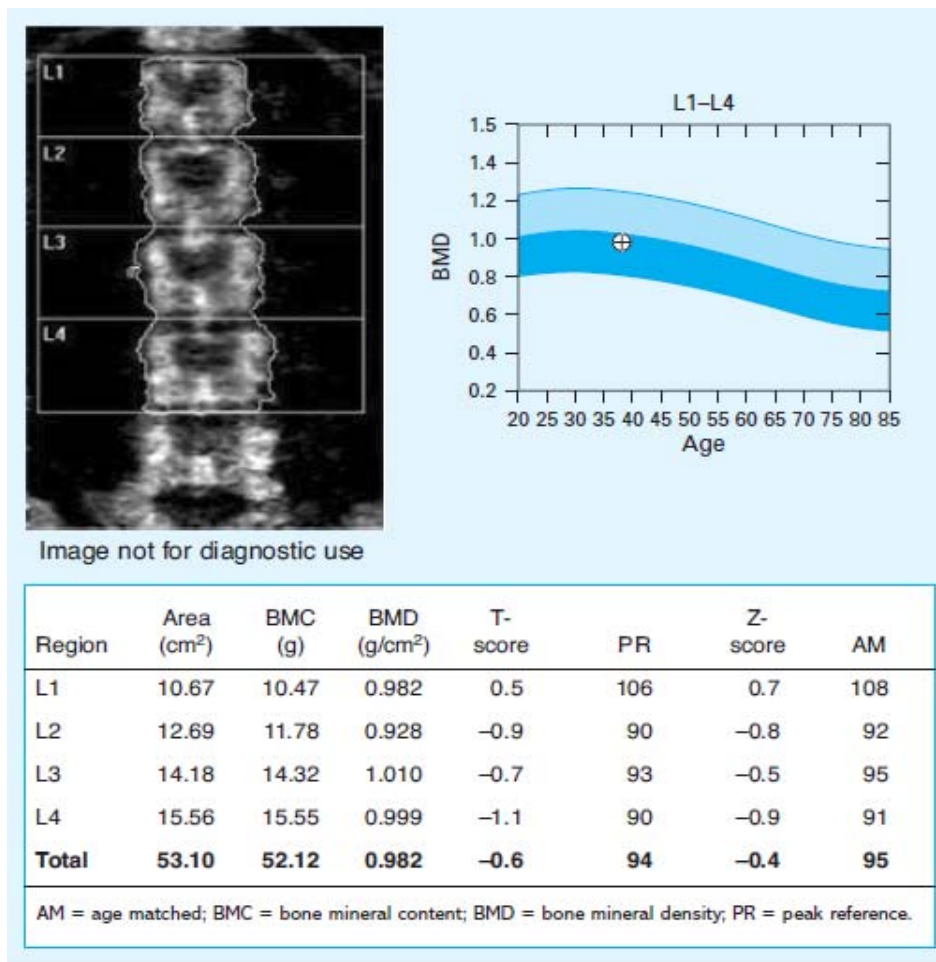 L1
L2
L3
L4
Image not for diagnostic use
L1–L4
BMD
1.5
1.4
1.2
1.0
0.8
0.6
0.4
0.2
20 25 30 35 40 45 50 55 60 65 70 75 80 85
Age
Region Area (cm²) BMC (g) BMD (g/cm²) T-score PR Z-score AM
L1 10.67 10.47 0.982 0.5 106 0.7 108
L2 12.69 11.78 0.928 –0.9 90 –0.8 92
L3 14.18 14.32 1.010 –0.7 93 –0.5 95
L4 15.56 15.55 0.999 –1.1 90 –0.9 91
Total 53.10 52.12 0.982 –0.6 94 –0.4 95
AM = age matched; BMC = bone mineral content; BMD = bone mineral density; PR = peak reference.